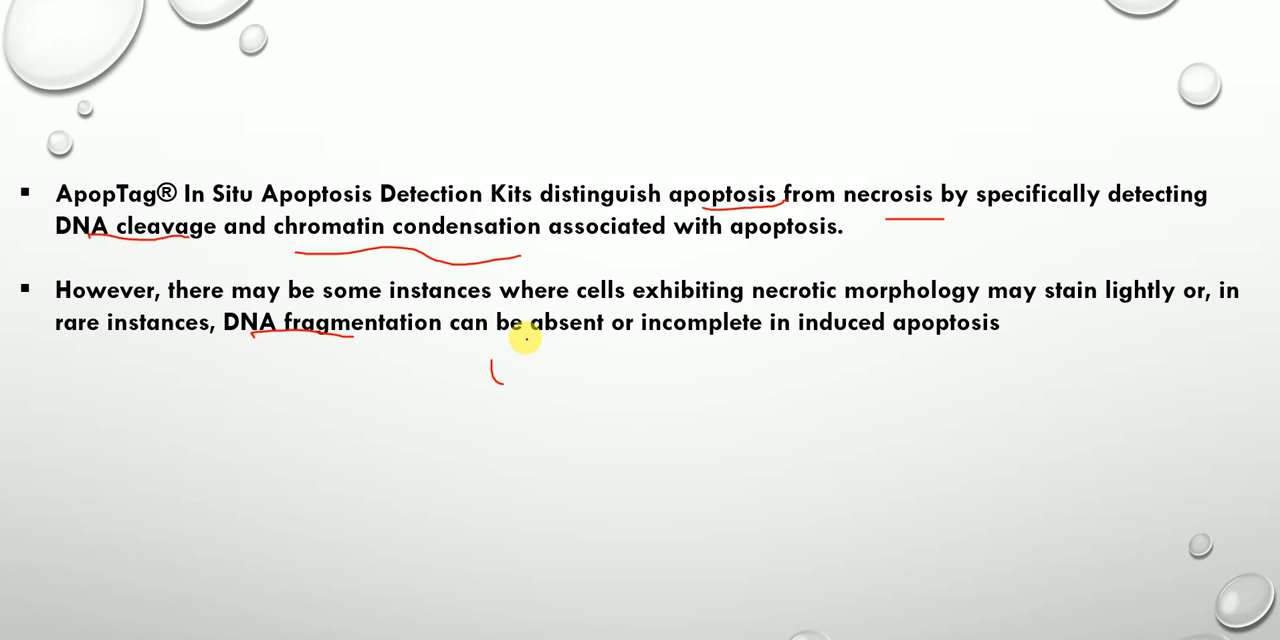 ▪ ApopTag® In Situ Apoptosis Detection Kits distinguish apoptosis from necrosis by specifically detecting
DNA cleavage and chromatin condensation associated with apoptosis.
▪ However, there may be some instances where cells exhibiting necrotic morphology may stain lightly or, in
rare instances, DNA fragmentation can be absent or incomplete in induced apoptosis